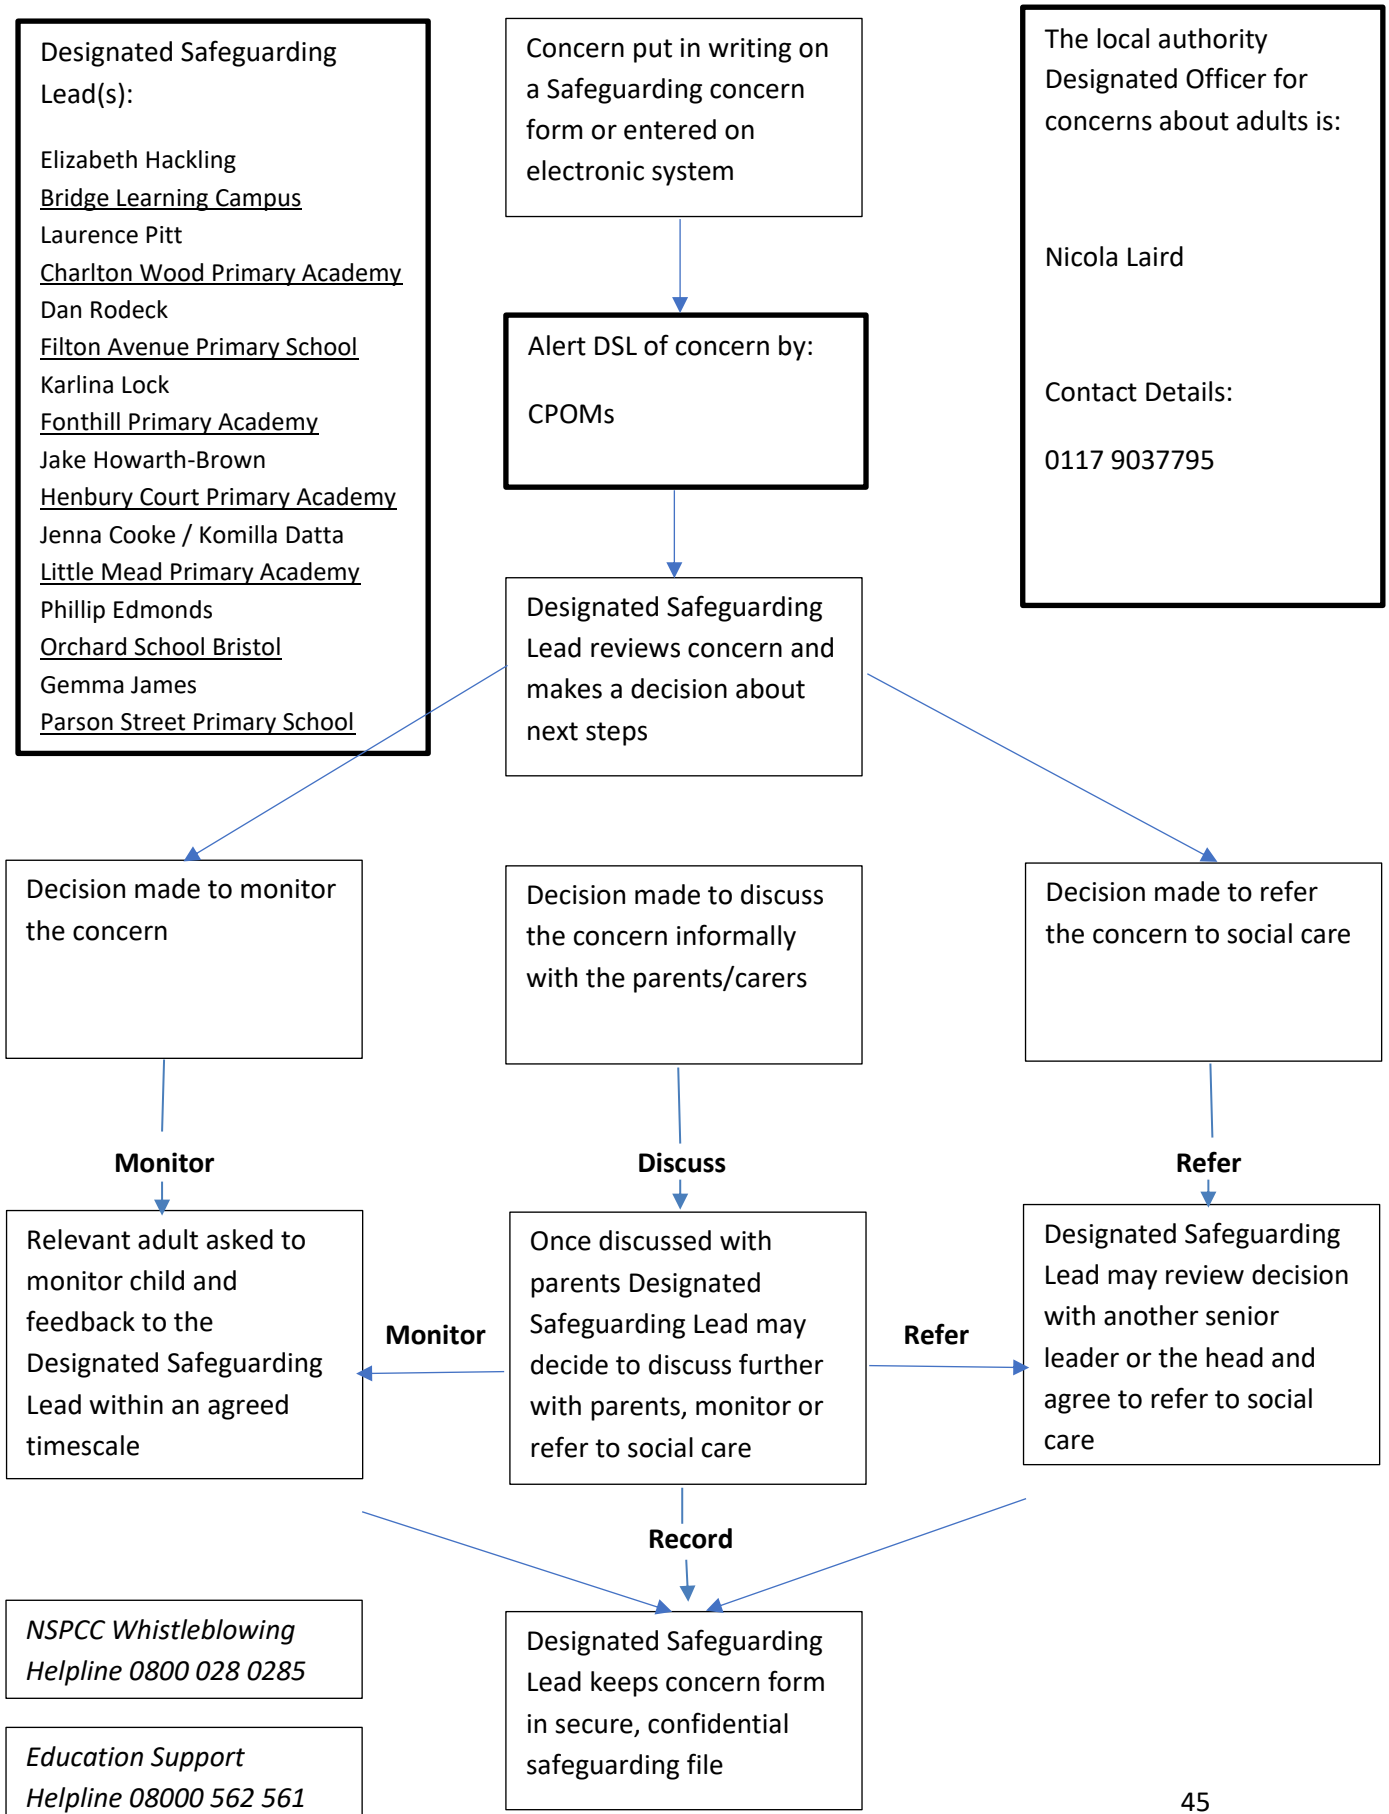 Designated Safeguarding
Lead(s):
Elizabeth Hackling
Bridge Learning Campus
Laurence Pitt
Charlton Wood Primary Academy
Dan Rodeck
Filton Avenue Primary School
Karlina Lock
Fonthill Primary Academy
Jake Howarth-Brown
Henbury Court Primary Academy
Jenna Cooke / Komilla Datta
Little Mead Primary Academy
Phillip Edmonds
Orchard School Bristol
Gemma James
Parson Street Primary School
Concern put in writing on
a Safeguarding concern
form or entered on
electronic system
The local authority
Designated Officer for
concerns about adults is:
Nicola Laird
Contact Details:
0117 9037795
Alert DSL of concern by:
CPOMs
Designated Safeguarding
Lead reviews concern and
makes a decision about
next steps
Decision made to monitor
the concern
Decision made to discuss
the concern informally
with the parents/carers
Decision made to refer
the concern to social care
Monitor
Discuss
Refer
Relevant adult asked to
monitor child and
feedback to the
Designated Safeguarding
Lead within an agreed
timescale
Monitor
Once discussed with
parents Designated
Safeguarding Lead may
decide to discuss further
with parents, monitor or
refer to social care
Refer
Designated Safeguarding
Lead may review decision
with another senior
leader or the head and
agree to refer to social
care
Record
NSPCC Whistleblowing
Helpline 0800 028 0285
Designated Safeguarding
Lead keeps concern form
in secure, confidential
safeguarding file
Education Support
Helpline 08000 562 561
45